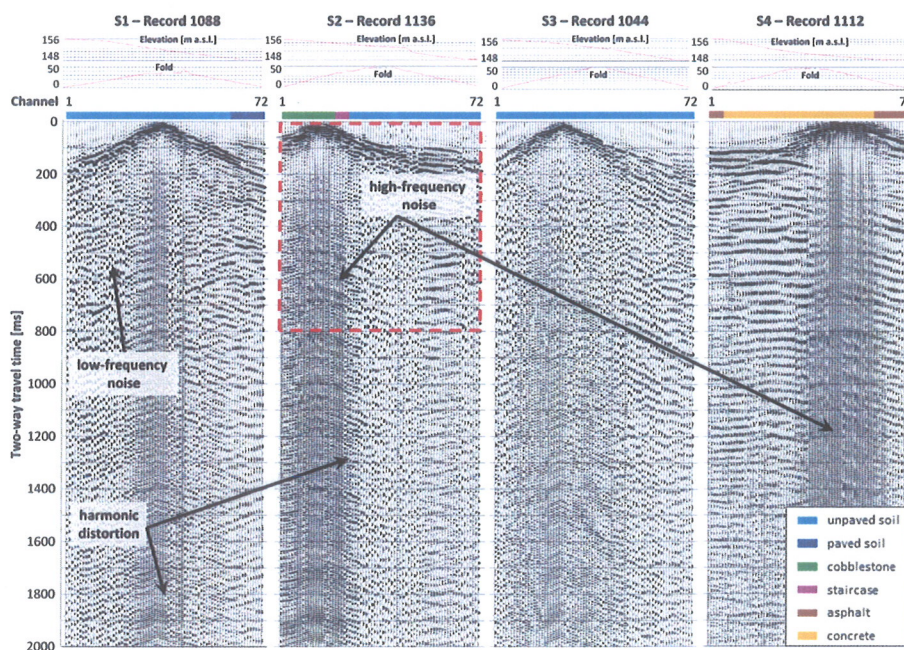 S1 – Record 1088
S2 – Record 1136
S3 – Record 1044
S4 – Record 1112
156
Elevation [m a.s.l.]
148
50
Fold
0
156
Elevation [m a.s.l.]
148
50
Fold
0
156
Elevation [m a.s.l.]
148
50
Fold
0
156
Elevation [m a.s.l.]
148
50
Fold
0
Channel
1
72
1
72
1
72
1
Two-way travel time [ms]
0
200
400
600
800
1000
1200
1400
1600
1800
2000
high-frequency
noise
low-frequency
noise
harmonic
distortion
unpaved soil
paved soil
cobblestone
staircase
asphalt
concrete